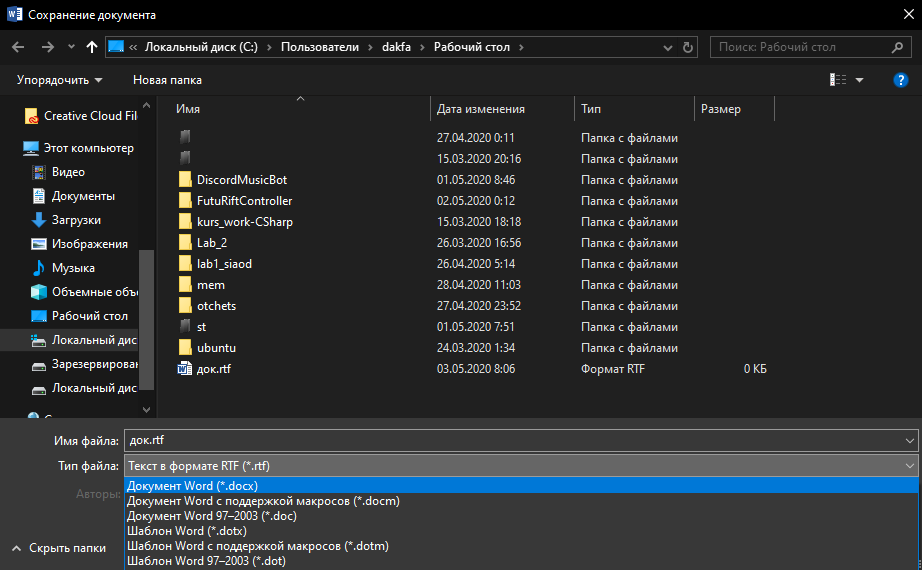 Сохранение документа
« Локальный диск (C:) › Пользователи › dakfa › Рабочий стол ›
Поиск: Рабочий стол
Упорядочить
Новая папка
?
Имя Дата изменения Тип Размер
Creative Cloud Fil
Этот компьютер
Видео
Документы
Загрузки
Изображения
Музыка
Объемные объ
Рабочий стол
Локальный дис
Зарезервирован
Локальный дис
27.04.2020 0:11 Папка с файлами
15.03.2020 20:16 Папка с файлами
DiscordMusicBot 01.05.2020 8:46 Папка с файлами
FutuRiftController 02.05.2020 0:12 Папка с файлами
kurs_work-CSharp 15.03.2020 18:18 Папка с файлами
Lab_2 26.03.2020 16:56 Папка с файлами
lab1_siaod 26.04.2020 5:14 Папка с файлами
mem 28.04.2020 11:03 Папка с файлами
otchets 27.04.2020 23:52 Папка с файлами
st 01.05.2020 7:51 Папка с файлами
ubuntu 24.03.2020 1:34 Папка с файлами
док.rtf 03.05.2020 8:06 Формат RTF 0 КБ
Имя файла: док.rtf
Тип файла: Текст в формате RTF (*.rtf)
Авторы:
Документ Word (*.docx)
Документ Word с поддержкой макросов (*.docm)
Документ Word 97–2003 (*.doc)
Шаблон Word (*.dotx)
Шаблон Word с поддержкой макросов (*.dotm)
Шаблон Word 97–2003 (*.dot)
Скрыть папки